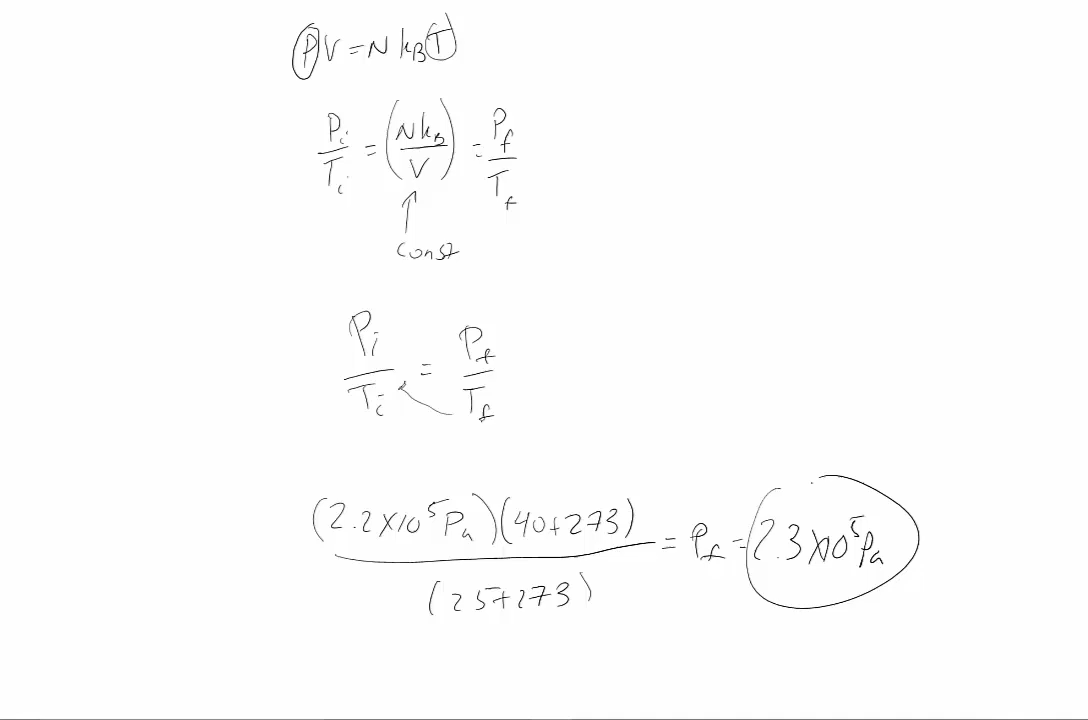 PV = N k_B T
P_i / T_i = (N k_B / V) = P_f / T_f
const
P_i / T_i = P_f / T_f
(2.2 x 10^5 Pa)(40+273) / (25+273) = P_f = 2.3 x 10^5 Pa